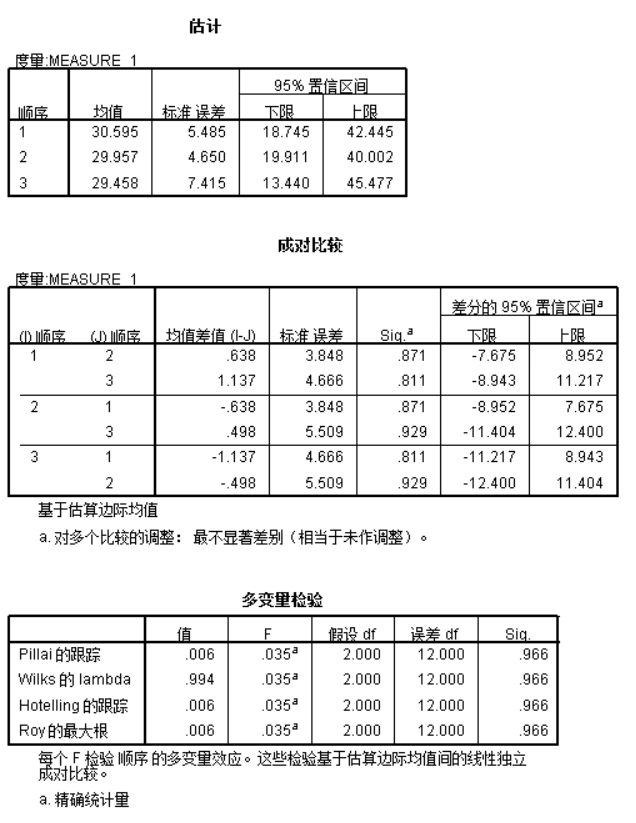 估计
度量:MEASURE_1
95% 置信区间
顺序 均值 标准 误差 下限 上限
1 30.595 5.485 18.745 42.445
2 29.957 4.650 19.911 40.002
3 29.458 7.415 13.440 45.477
成对比较
度量:MEASURE_1
差分的 95% 置信区间a
(I) 顺序 (J) 顺序 均值差值 (I-J) 标准 误差 Sig.a 下限 上限
1 2 .638 3.848 .871 -7.675 8.952
3 1.137 4.666 .811 -8.943 11.217
2 1 -.638 3.848 .871 -8.952 7.675
3 .498 5.509 .929 -11.404 12.400
3 1 -1.137 4.666 .811 -11.217 8.943
2 -.498 5.509 .929 -12.400 11.404
基于估算边际均值
a. 对多个比较的调整： 最不显著差别（相当于未作调整）。
多变量检验
值 F 假设 df 误差 df Sig.
Pillai 的跟踪 .006 .035a 2.000 12.000 .966
Wilks 的 lambda .994 .035a 2.000 12.000 .966
Hotelling 的跟踪 .006 .035a 2.000 12.000 .966
Roy 的最大根 .006 .035a 2.000 12.000 .966
每个 F 检验 顺序 的多变量效应。这些检验基于估算边际均值间的线性独立
成对比较。
a. 精确统计量